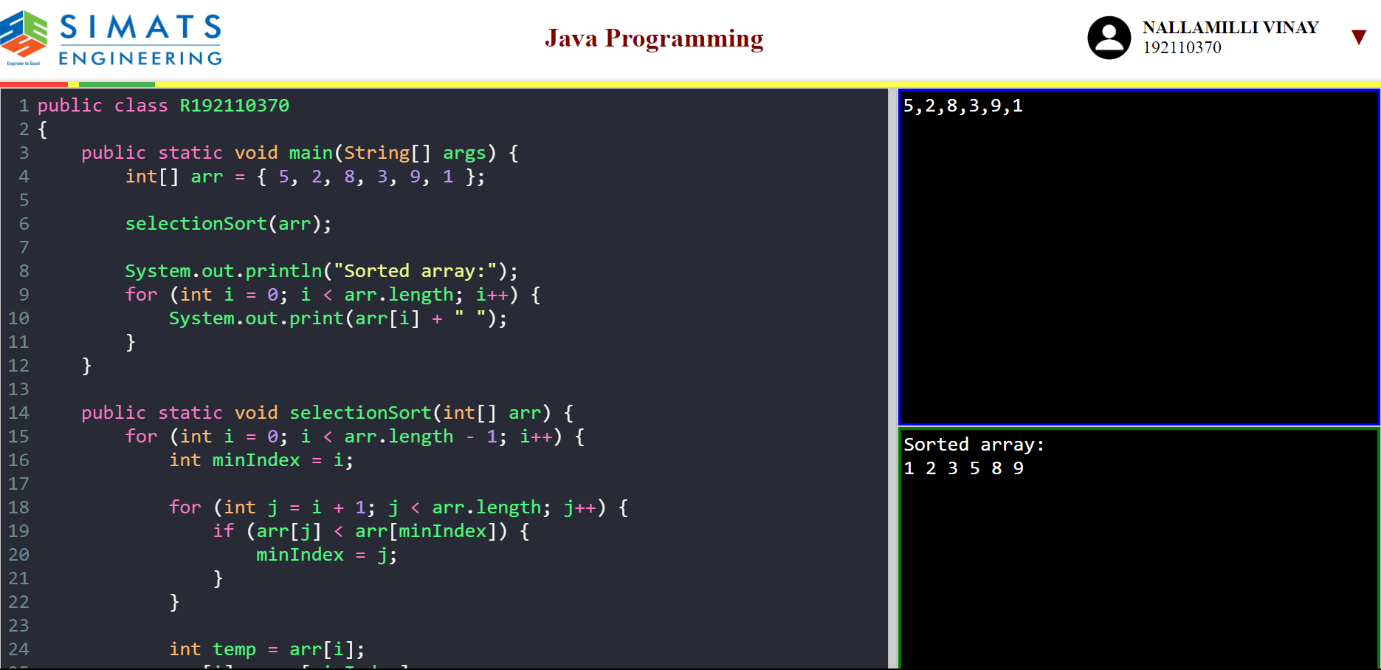 SIMATS
ENGINEERING
Engineer to Excel
Java Programming
NALLAMILLI VINAY
192110370
1 public class R192110370
2 {
3     public static void main(String[] args) {
4         int[] arr = { 5, 2, 8, 3, 9, 1 };
5
6         selectionSort(arr);
7
8         System.out.println("Sorted array:");
9         for (int i = 0; i < arr.length; i++) {
10             System.out.print(arr[i] + " ");
11         }
12     }
13
14     public static void selectionSort(int[] arr) {
15         for (int i = 0; i < arr.length - 1; i++) {
16             int minIndex = i;
17
18             for (int j = i + 1; j < arr.length; j++) {
19                 if (arr[j] < arr[minIndex]) {
20                     minIndex = j;
21                 }
22             }
23
24             int temp = arr[i];
5,2,8,3,9,1
Sorted array:
1 2 3 5 8 9